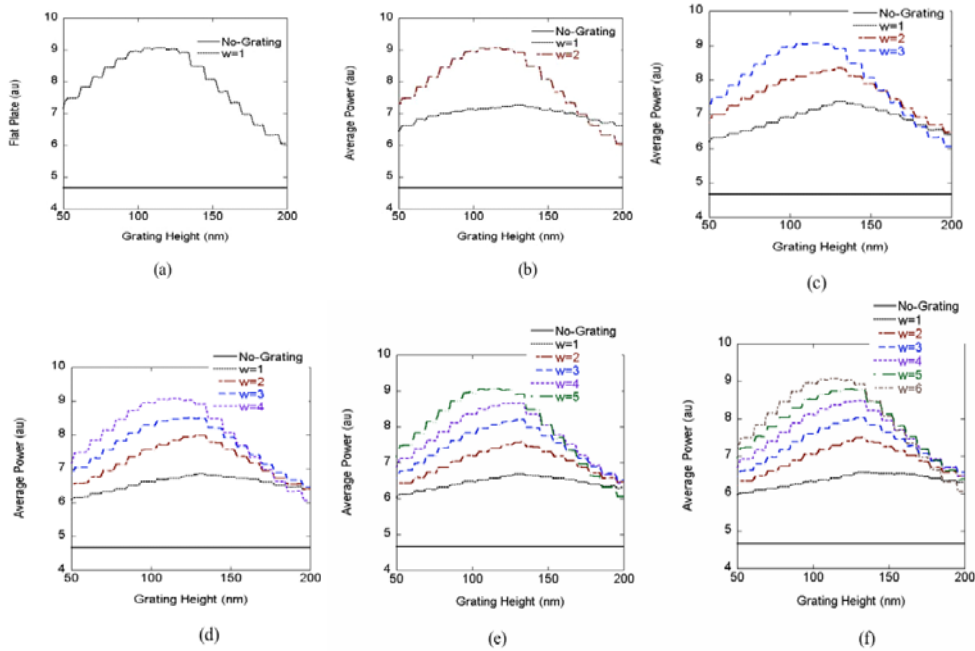 No-Grating
w=1
10
9
8
7
6
5
4
Flat Plate (au)
50
100
150
200
Grating Height (nm)
(a)
No-Grating
w=1
w=2
10
9
8
7
6
5
4
Average Power (au)
50
100
150
200
Grating Height (nm)
(b)
No-Grating
w=1
w=2
w=3
10
9
8
7
6
5
4
Average Power (au)
50
100
150
200
Grating Height (nm)
(c)
No-Grating
w=1
w=2
w=3
w=4
10
9
8
7
6
5
4
Average Power (au)
50
100
150
200
Grating Height (nm)
(d)
No-Grating
w=1
w=2
w=3
w=4
w=5
10
9
8
7
6
5
4
Average Power (au)
50
100
150
200
Grating Height (nm)
(e)
No-Grating
w=1
w=2
w=3
w=4
w=5
w=6
10
9
8
7
6
5
4
Average Power (au)
50
100
150
200
Grating Height (nm)
(f)